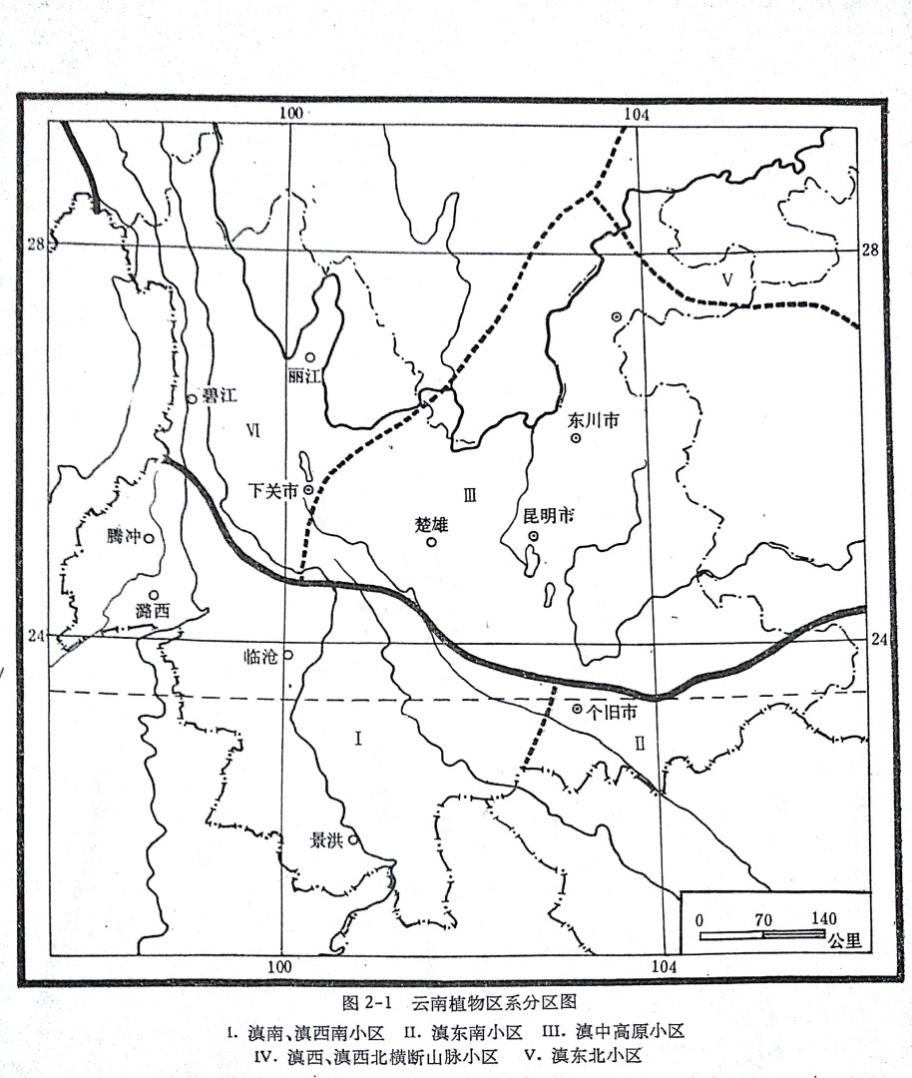 100 104
28 28
V
丽江
碧江
VI
东川市
下关市
III
楚雄
昆明市
腾冲
潞西
24 24
临沧
个旧市
I
II
景洪
0 70 140
公里
100 104
图 2-1 云南植物区系分区图
I. 滇南、滇西南小区 II. 滇东南小区 III. 滇中高原小区
IV. 滇西、滇西北横断山脉小区 V. 滇东北小区